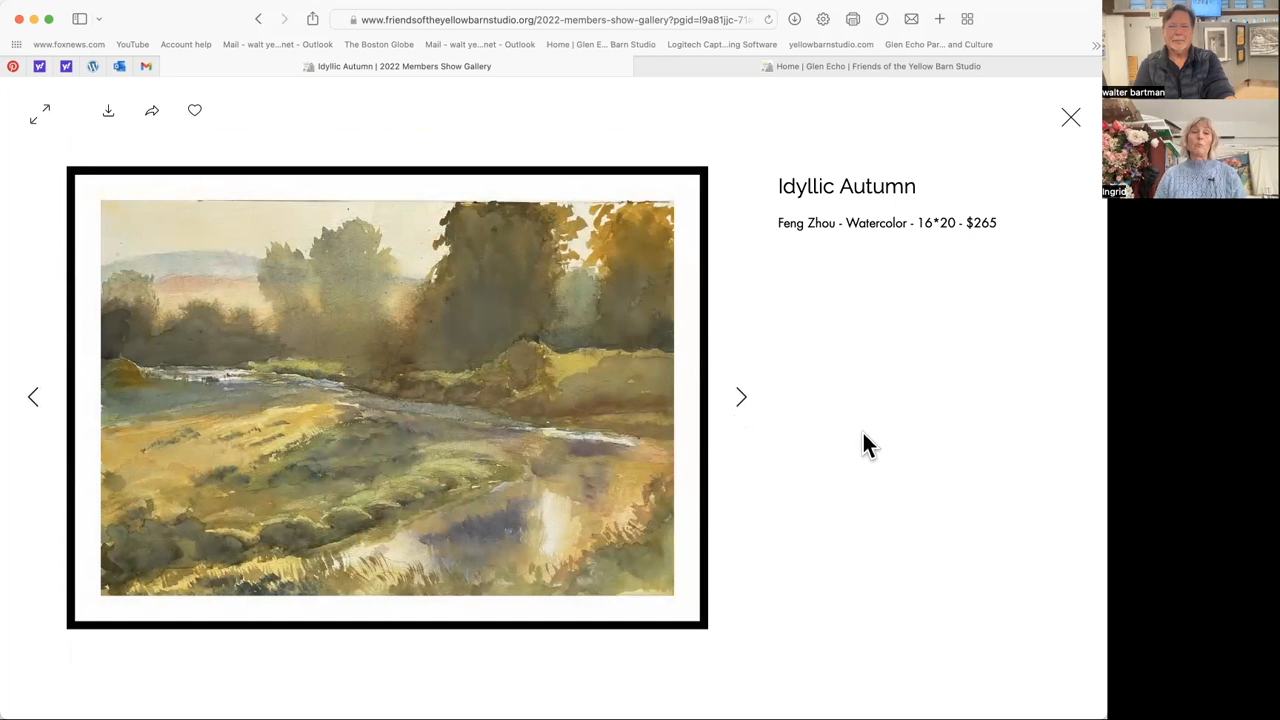 www.friendsoftheyellowbarnstudio.org/2022-members-show-gallery?pgid=l9a81jjc-71
www.foxnews.com YouTube Account help Mail - walt ye...net - Outlook The Boston Globe Mail - walt ye...net - Outlook Home | Glen E... Barn Studio Logitech Capt...ing Software yellowbarnstudio.com Glen Echo Par... and Culture
Idyllic Autumn | 2022 Members Show Gallery Home | Glen Echo | Friends of the Yellow Barn Studio
walter bartman
Ingrid
Idyllic Autumn
Feng Zhou - Watercolor - 16*20 - $265